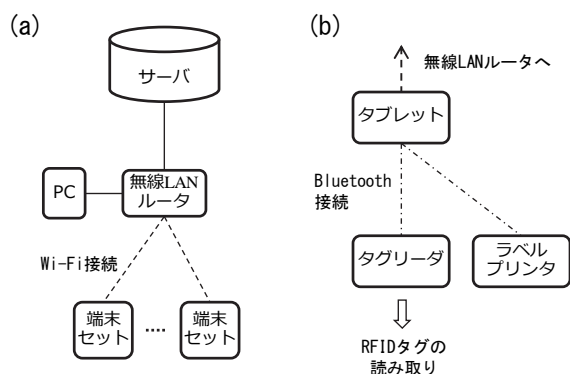 (a)
サーバ
PC
無線LAN
ルータ
Wi-Fi接続
端末
セット
....
端末
セット
(b)
無線LANルータへ
タブレット
Bluetooth
接続
タグリーダ
ラベル
プリンタ
RFIDタグの
読み取り